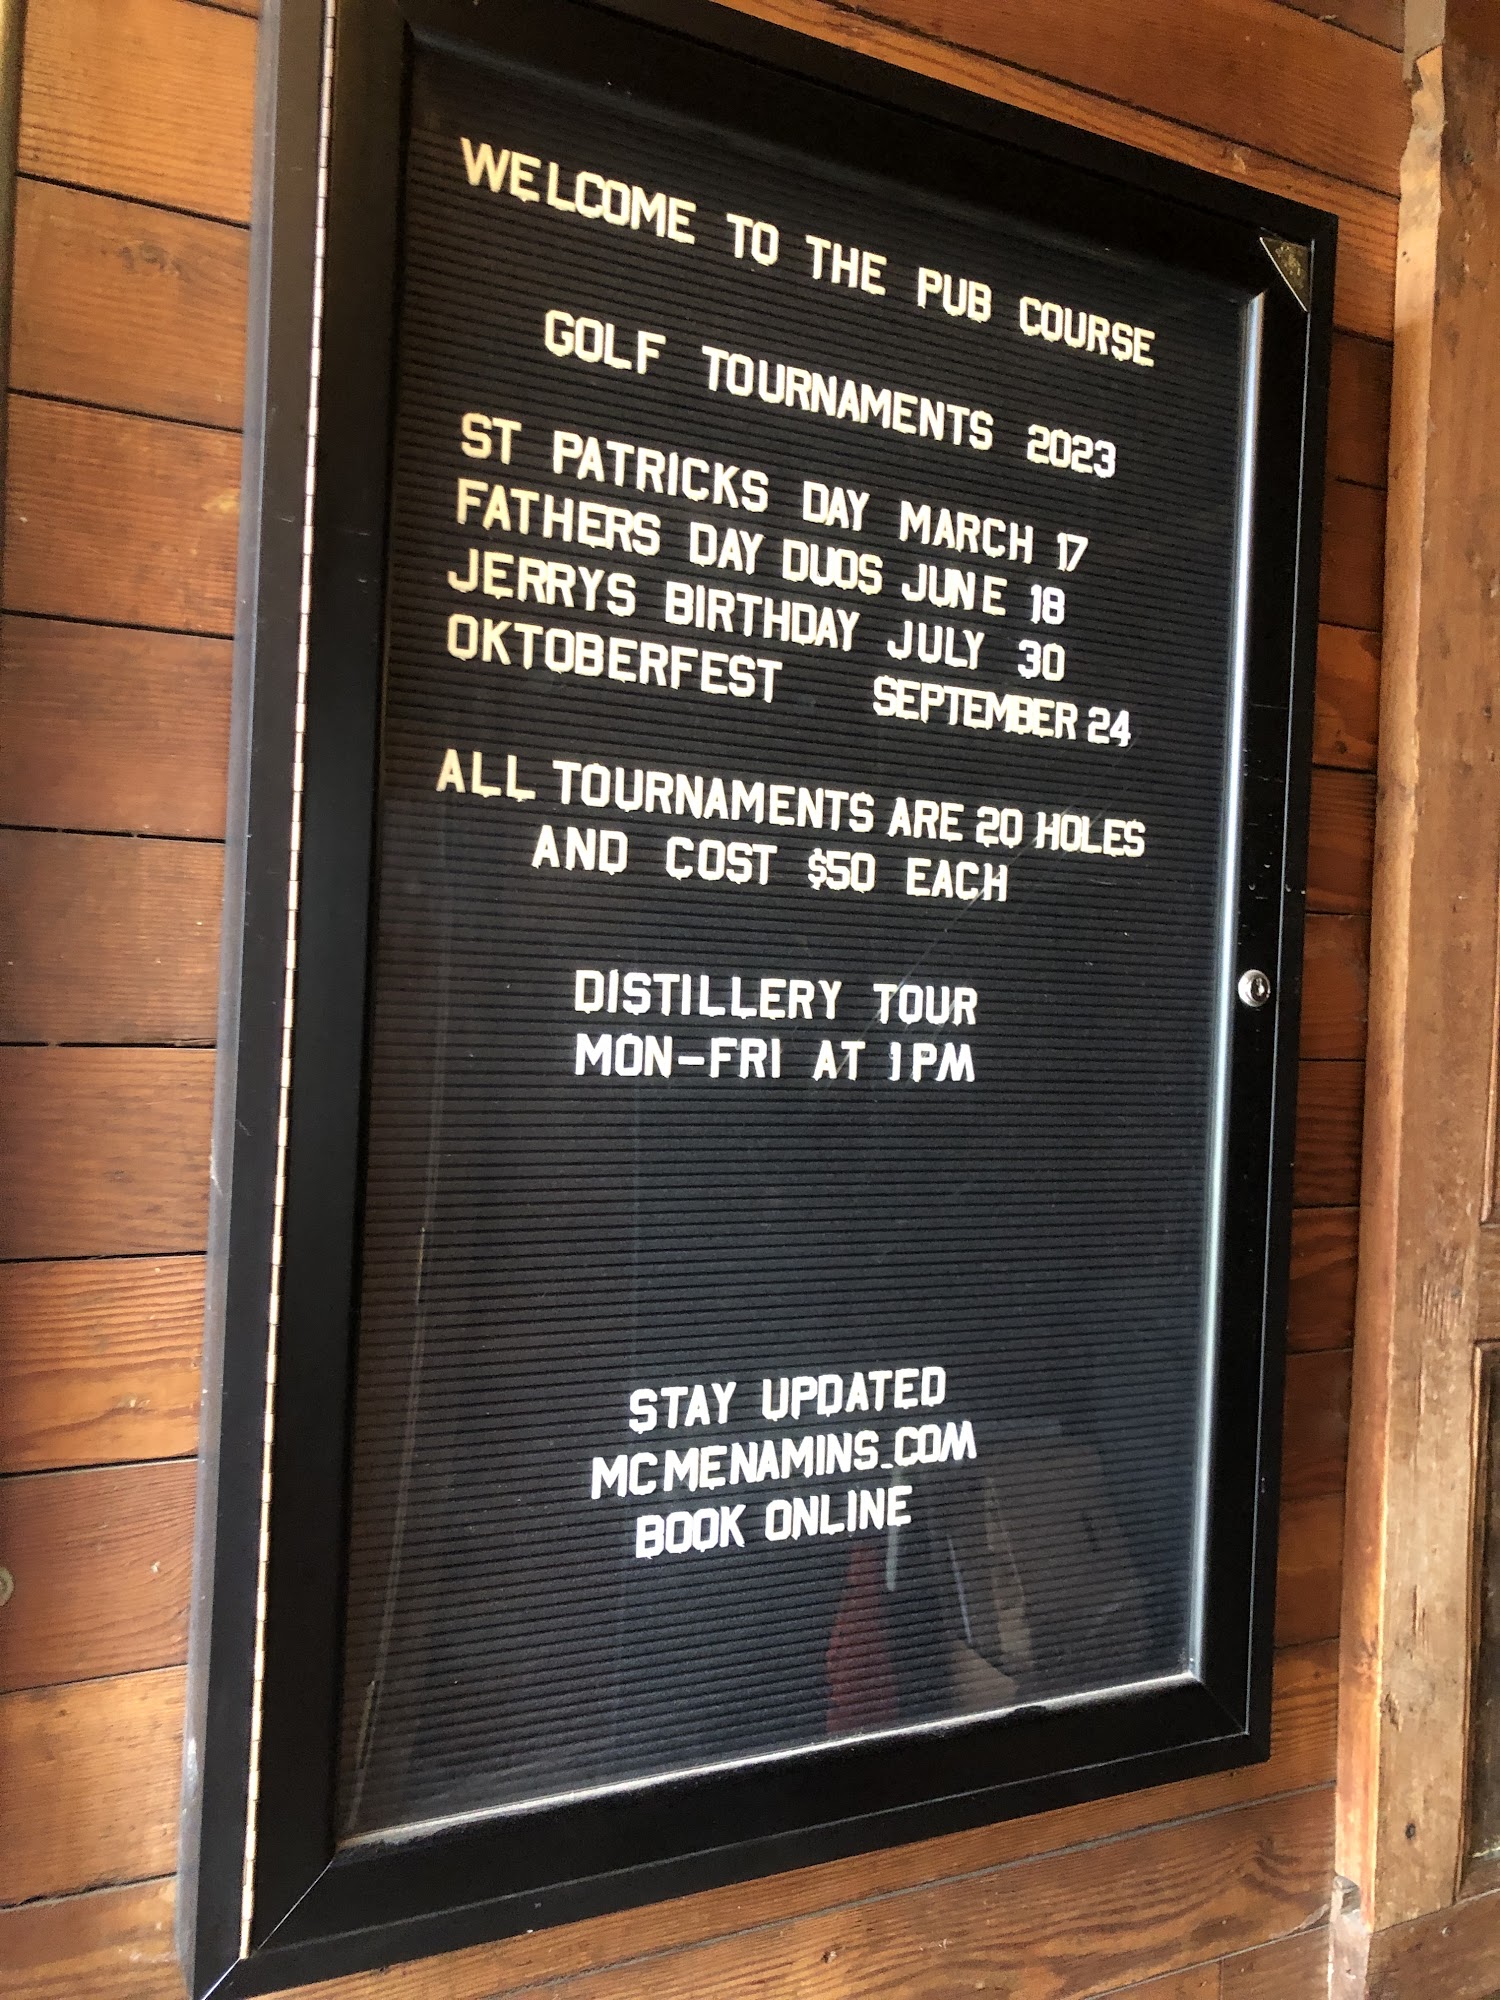 WELCOME TO THE PUB COURSE
GOLF TOURNAMENTS 2023
ST PATRICKS DAY MARCH 17
FATHERS DAY DUOS JUNE 18
JERRYS BIRTHDAY JULY 30
OKTOBERFEST SEPTEMBER 24
ALL TOURNAMENTS ARE 20 HOLES
AND COST $50 EACH
DISTILLERY TOUR
MON-FRI AT 1PM
STAY UPDATED
MCMENAMINS.COM
BOOK ONLINE